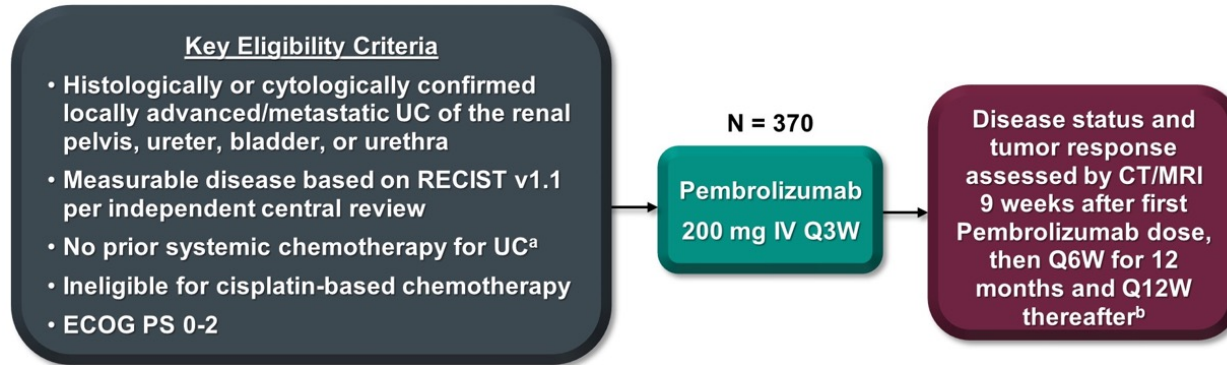 Key Eligibility Criteria
• Histologically or cytologically confirmed
locally advanced/metastatic UC of the renal
pelvis, ureter, bladder, or urethra
• Measurable disease based on RECIST v1.1
per independent central review
• No prior systemic chemotherapy for UCᵃ
• Ineligible for cisplatin-based chemotherapy
• ECOG PS 0-2
N = 370
Pembrolizumab
200 mg IV Q3W
Disease status and
tumor response
assessed by CT/MRI
9 weeks after first
Pembrolizumab dose,
then Q6W for 12
months and Q12W
thereafterᵇ